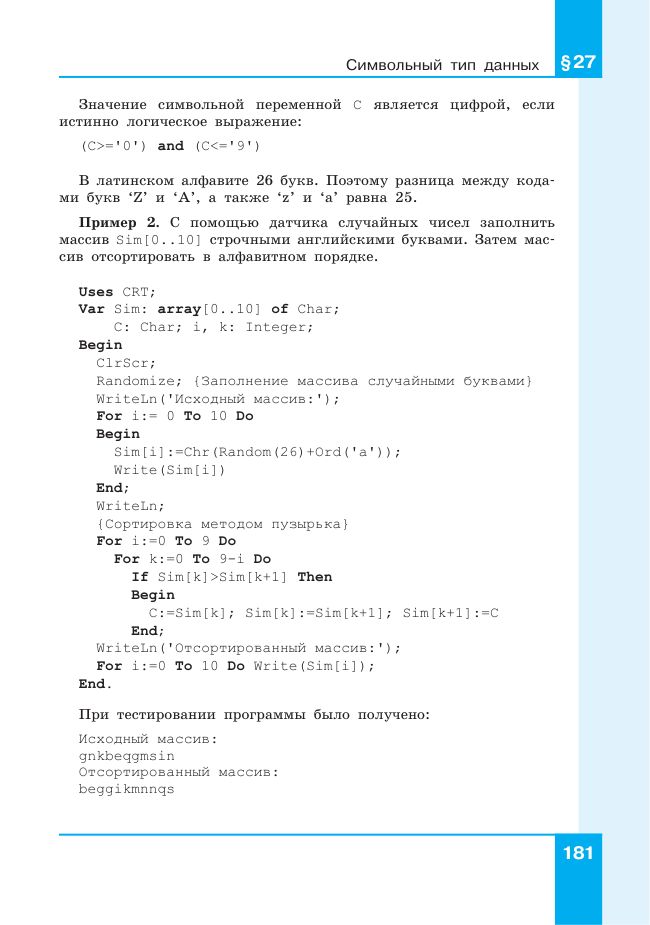 Символьный тип данных §27
Значение символьной переменной C является цифрой, если
истинно логическое выражение:
(C>='0') and (C<='9')
В латинском алфавите 26 букв. Поэтому разница между кода-
ми букв ‘Z’ и ‘A’, а также ‘z’ и ‘a’ равна 25.
Пример 2. С помощью датчика случайных чисел заполнить
массив Sim[0..10] строчными английскими буквами. Затем мас-
сив отсортировать в алфавитном порядке.
Uses CRT;
Var Sim: array[0..10] of Char;
C: Char; i, k: Integer;
Begin
ClrScr;
Randomize; {Заполнение массива случайными буквами}
WriteLn('Исходный массив:');
For i:= 0 To 10 Do
Begin
Sim[i]:=Chr(Random(26)+Ord('a'));
Write(Sim[i])
End;
WriteLn;
{Сортировка методом пузырька}
For i:=0 To 9 Do
For k:=0 To 9-i Do
If Sim[k]>Sim[k+1] Then
Begin
C:=Sim[k]; Sim[k]:=Sim[k+1]; Sim[k+1]:=C
End;
WriteLn('Отсортированный массив:');
For i:=0 To 10 Do Write(Sim[i]);
End.
При тестировании программы было получено:
Исходный массив:
gnkbeqgmsin
Отсортированный массив:
beggikmnnqs
181